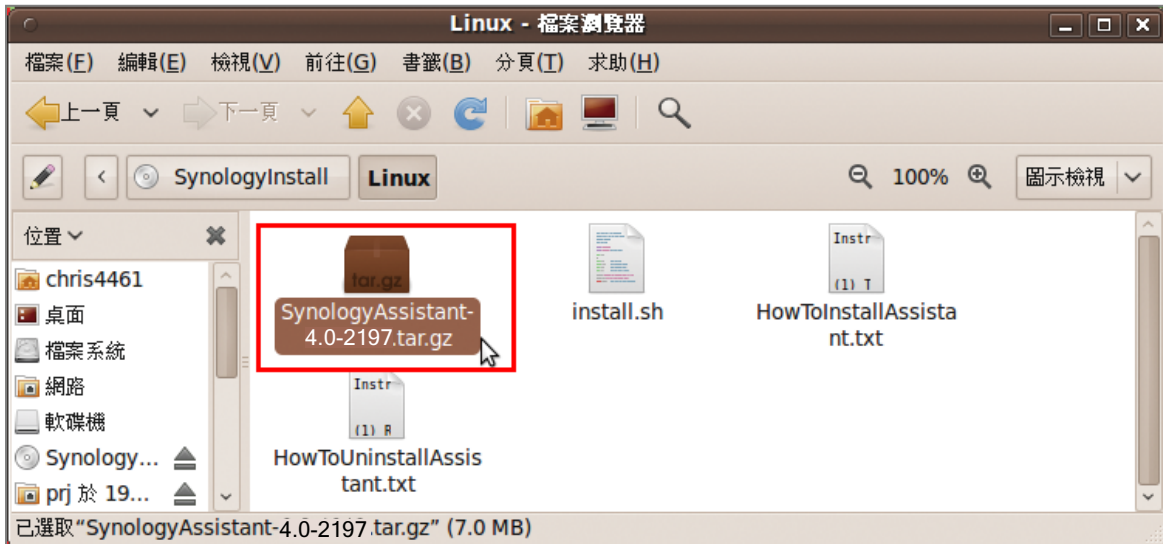 Linux - 檔案瀏覽器
檔案(F) 編輯(E) 檢視(V) 前往(G) 書籤(B) 分頁(T) 求助(H)
上一頁 下一頁
SynologyInstall Linux 100% 圖示檢視
位置
chris4461
桌面
檔案系統
網路
軟碟機
Synology...
prj 於 19...
tar.gz
SynologyAssistant-
4.0-2197.tar.gz
install.sh
Instr
(1) T
HowToInstallAssista
nt.txt
Instr
(1) R
HowToUninstallAssis
tant.txt
已選取“SynologyAssistant-4.0-2197.tar.gz” (7.0 MB)